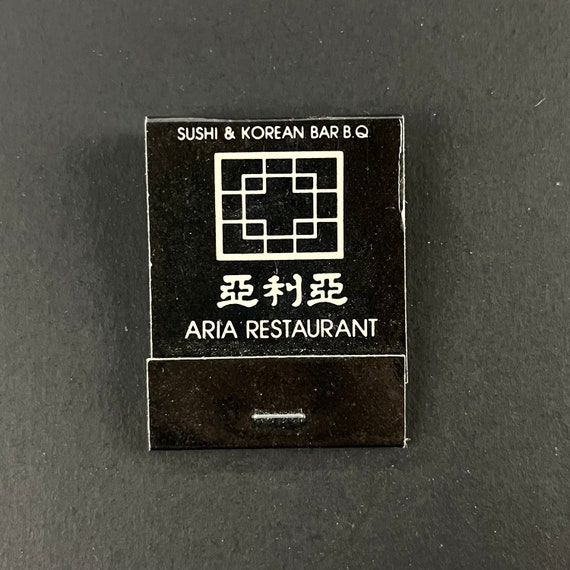 SUSHI & KOREAN BAR B.Q
亞利亞
ARIA RESTAURANT